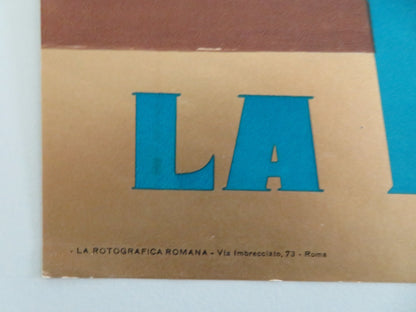 LA
- LA ROTOGRAFICA ROMANA - Via Imbrecciato, 73 - Roma